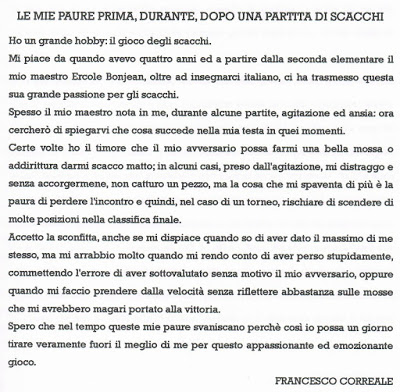 LE MIE PAURE PRIMA, DURANTE, DOPO UNA PARTITA DI SCACCHI
Ho un grande hobby: il gioco degli scacchi.
Mi piace da quando avevo quattro anni ed a partire dalla seconda elementare il
mio maestro Ercole Bonjean, oltre ad insegnarci italiano, ci ha trasmesso questa
sua grande passione per gli scacchi.
Spesso il mio maestro nota in me, durante alcune partite, agitazione ed ansia: ora
cercherò di spiegarvi che cosa succede nella mia testa in quei momenti.
Certe volte ho il timore che il mio avversario possa farmi una bella mossa o
addirittura darmi scacco matto; in alcuni casi, preso dall'agitazione, mi distraggo e
senza accorgermene, non catturo un pezzo, ma la cosa che mi spaventa di più è la
paura di perdere l'incontro e quindi, nel caso di un torneo, rischiare di scendere di
molte posizioni nella classifica finale.
Accetto la sconfitta, anche se mi dispiace quando so di aver dato il massimo di me
stesso, ma mi arrabbio molto quando mi rendo conto di aver perso stupidamente,
commettendo l'errore di aver sottovalutato senza motivo il mio avversario, oppure
quando mi faccio prendere dalla velocità senza riflettere abbastanza sulle mosse
che mi avrebbero magari portato alla vittoria.
Spero che nel tempo queste mie paure svaniscano perchè così io possa un giorno
tirare veramente fuori il meglio di me per questo appassionante ed emozionante
gioco.
FRANCESCO CORREALE